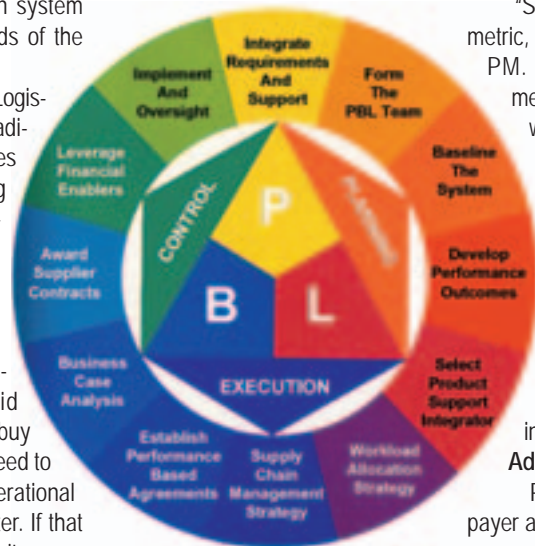 n system
ds of the
Logis-
adi-
es
g
-
id
buy
eed to
erational
er. If that
"S
metric,
PM.
me
w
in
Ad
payer a
Integrate
Requirements
And
Support
Form
The
PBL Team
Baseline
The
System
Develop
Performance
Outcomes
Select
Product
Support
Integrator
Workload
Allocation
Strategy
Supply
Chain
Management
Strategy
Establish
Performance
Based
Agreements
Business
Case
Analysis
Award
Supplier
Contracts
Leverage
Financial
Enablers
Implement
And
Oversight
CONTROL
PLANNING
EXECUTION
P
B L